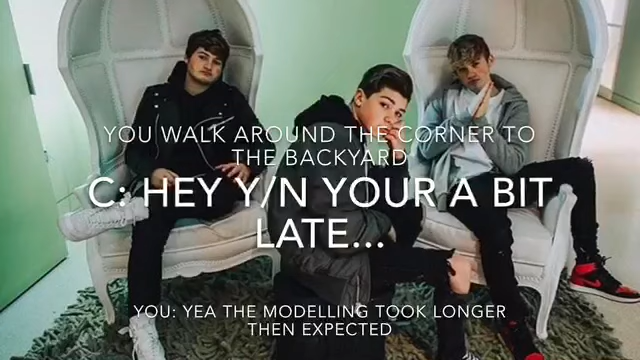 YOU WALK AROUND THE CORNER TO
THE BACKYARD
C: HEY Y/N YOUR A BIT
LATE...
YOU: YEA THE MODELLING TOOK LONGER
THEN EXPECTED